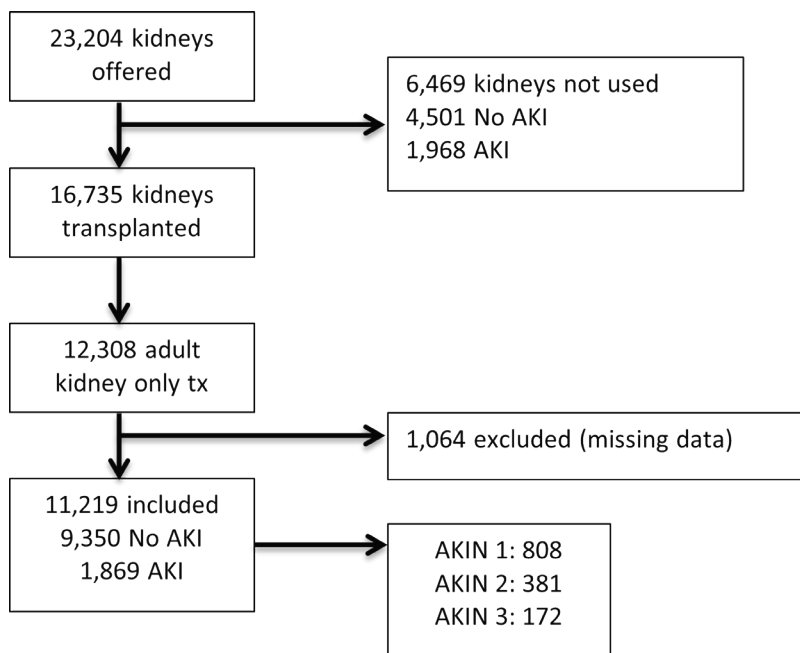 23,204 kidneys
offered
6,469 kidneys not used
4,501 No AKI
1,968 AKI
16,735 kidneys
transplanted
12,308 adult
kidney only tx
1,064 excluded (missing data)
11,219 included
9,350 No AKI
1,869 AKI
AKIN 1: 808
AKIN 2: 381
AKIN 3: 172